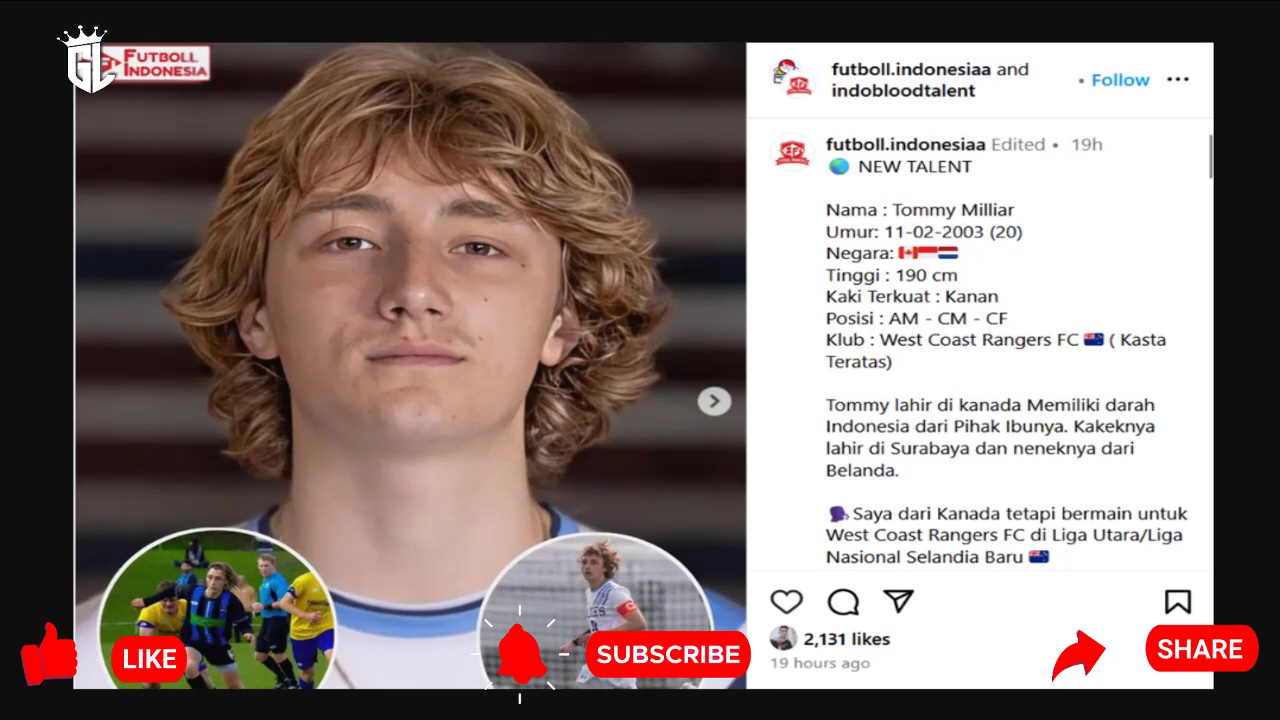 GL
FUTBOLL
INDONESIA
futboll.indonesiaa and
indobloodtalent
• Follow
futboll.indonesiaa Edited • 19h
NEW TALENT
Nama : Tommy Milliar
Umur: 11-02-2003 (20)
Negara:
Tinggi : 190 cm
Kaki Terkuat : Kanan
Posisi : AM - CM - CF
Klub : West Coast Rangers FC ( Kasta
Teratas)
Tommy lahir di kanada Memiliki darah
Indonesia dari Pihak Ibunya. Kakeknya
lahir di Surabaya dan neneknya dari
Belanda.
Saya dari Kanada tetapi bermain untuk
West Coast Rangers FC di Liga Utara/Liga
Nasional Selandia Baru
2,131 likes
19 hours ago
LIKE
SUBSCRIBE
SHARE